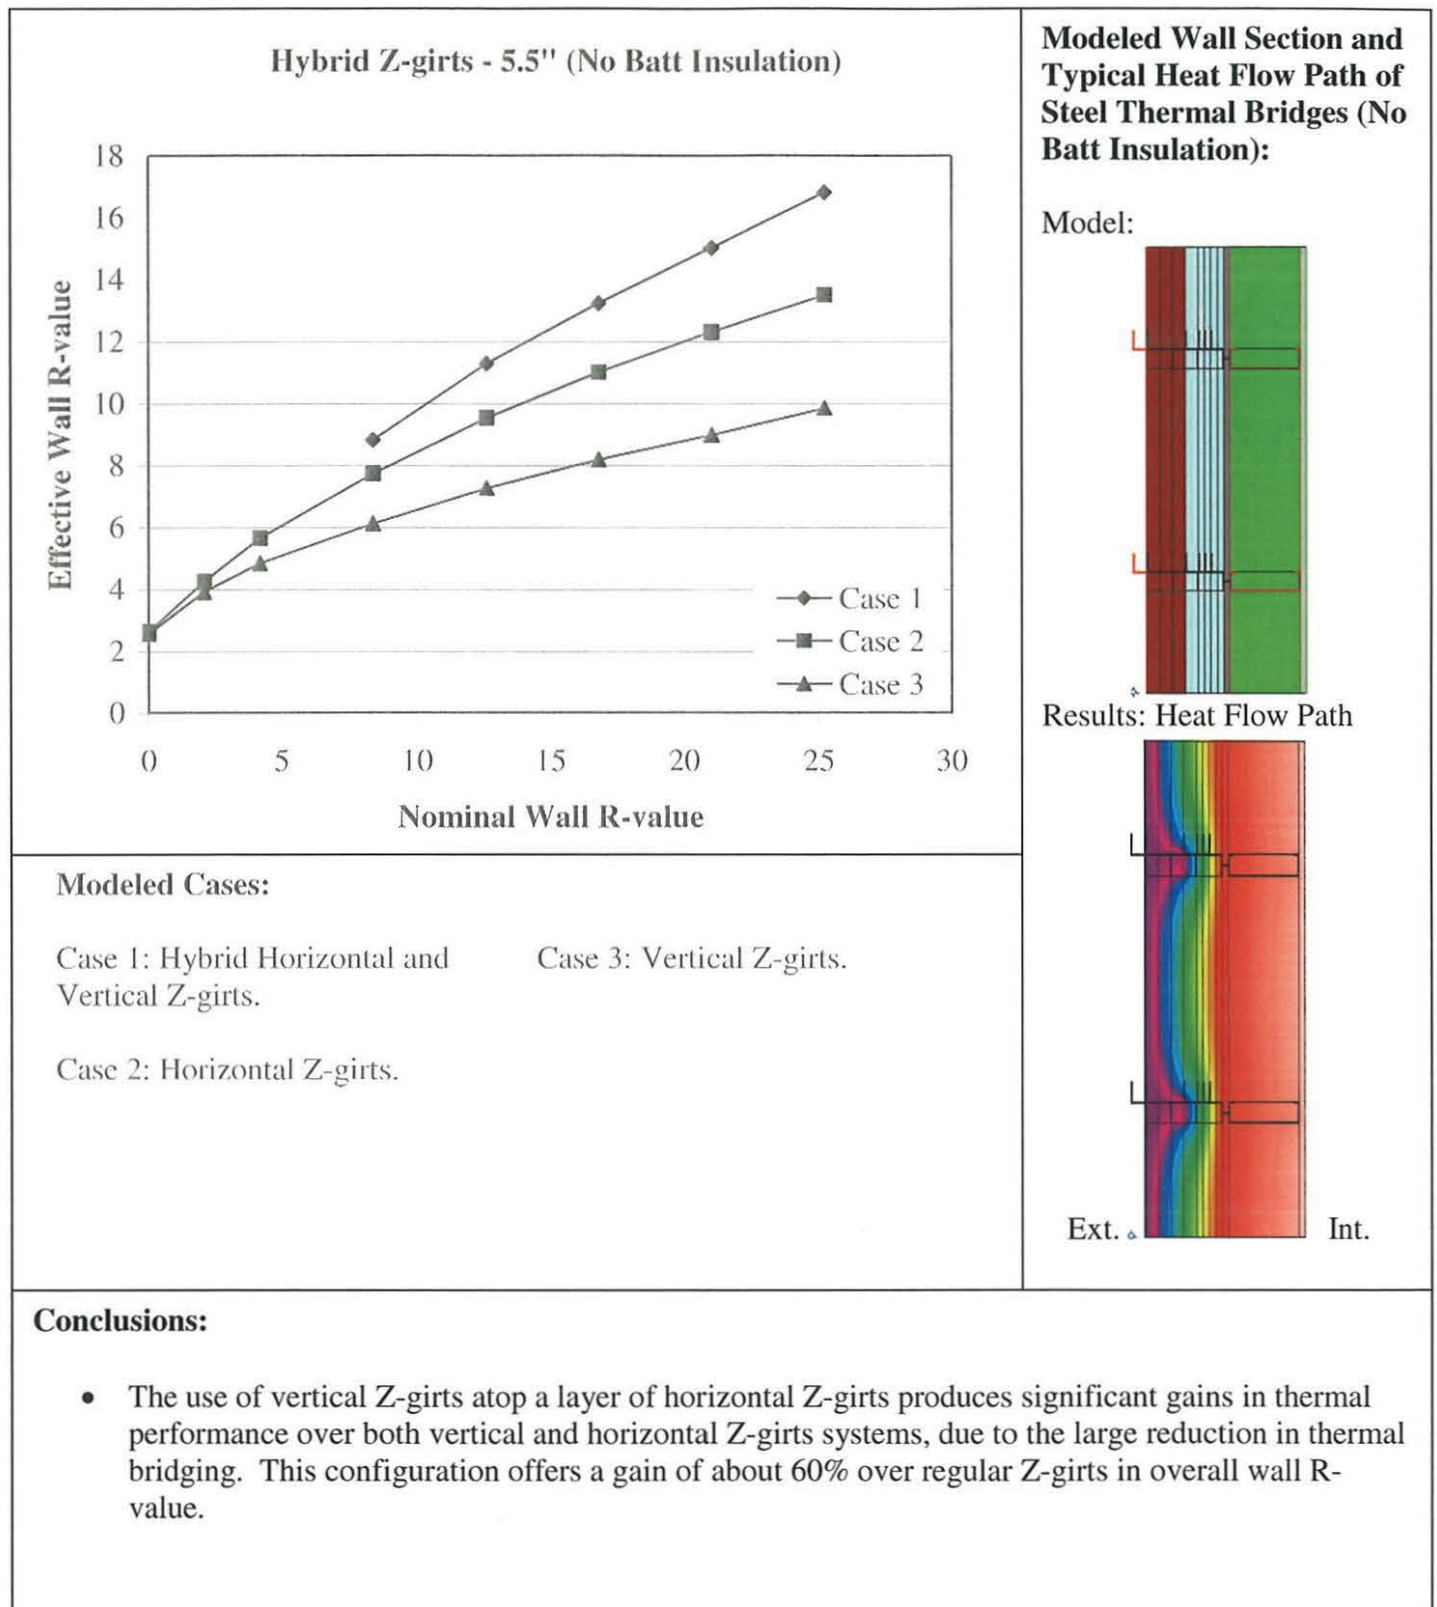 Hybrid Z-girts - 5.5" (No Batt Insulation)
18
16
14
12
10
8
6
4
2
0
Effective Wall R-value
Case 1
Case 2
Case 3
0 5 10 15 20 25 30
Nominal Wall R-value
Modeled Wall Section and
Typical Heat Flow Path of
Steel Thermal Bridges (No
Batt Insulation):
Model:
Results: Heat Flow Path
Ext. Int.
Modeled Cases:
Case 1: Hybrid Horizontal and
Vertical Z-girts.
Case 2: Horizontal Z-girts.
Case 3: Vertical Z-girts.
Conclusions:
• The use of vertical Z-girts atop a layer of horizontal Z-girts produces significant gains in thermal
performance over both vertical and horizontal Z-girts systems, due to the large reduction in thermal
bridging. This configuration offers a gain of about 60% over regular Z-girts in overall wall R-
value.